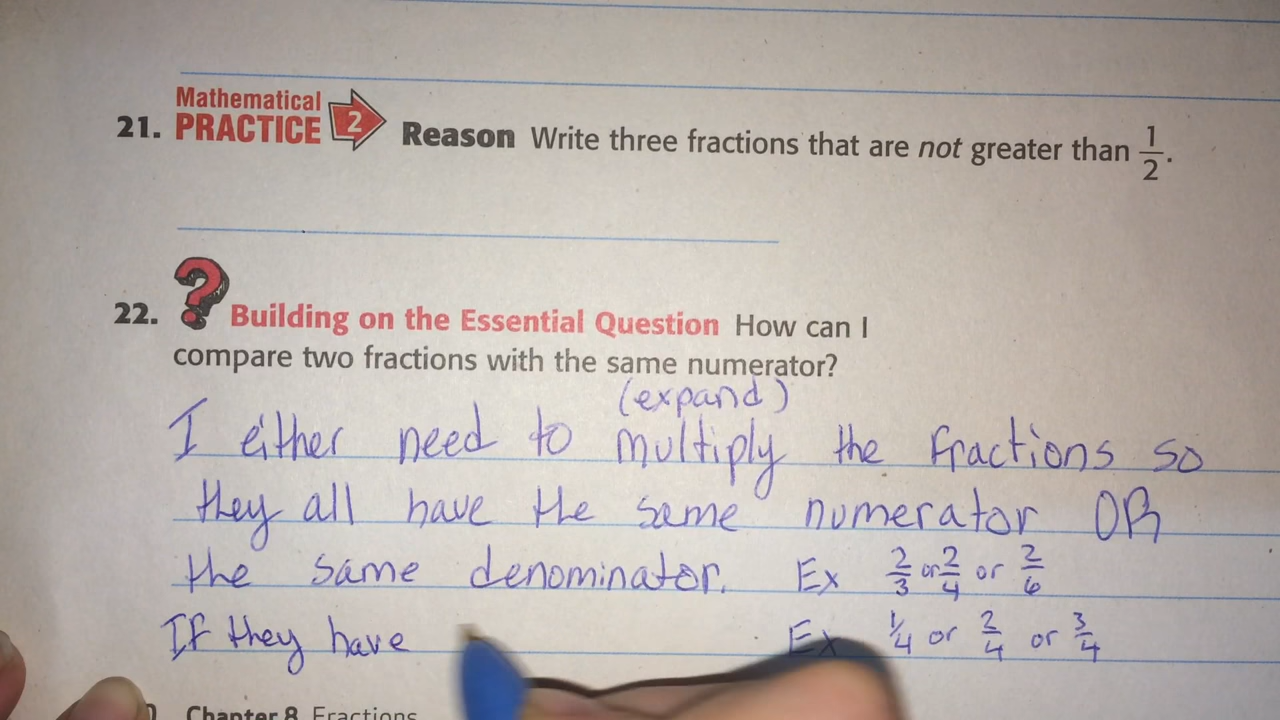 Mathematical
21. PRACTICE 2 Reason Write three fractions that are not greater than 1/2.
22. ? Building on the Essential Question How can I
compare two fractions with the same numerator?
(expand)
I either need to multiply the fractions so
they all have the same numerator OR
the same denominator. Ex 2/3 or 2/4 or 2/6
If they have Ex 1/4 or 2/4 or 3/4
Chapter 8 Fractions